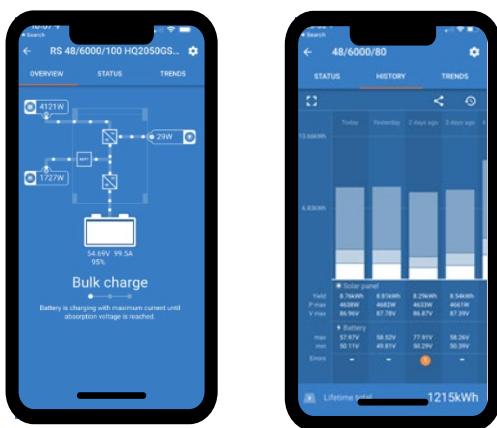 Search
RS 48/6000/100 HQ2050GS...
OVERVIEW STATUS TRENDS
4121W
29W
MPPT
1727W
54.69V 99.5A
95%
Bulk charge
Battery is charging with maximum current until
absorption voltage is reached.
Search
48/6000/80
STATUS HISTORY TRENDS
Today Yesterday 2 days ago 3 days ago 4
13.66kWh
6.83kWh
Solar panel
Yield 8.76kWh 8.81kWh 8.29kWh 8.54kWh
P max 4638W 4682W 4633W 4661W
V max 86.96V 87.78V 86.87V 87.39V
Battery
max 57.97V 58.52V 77.91V 58.26V
min 50.11V 49.81V 50.29V 50.39V
Errors - - 1 -
Lifetime total 1215kWh